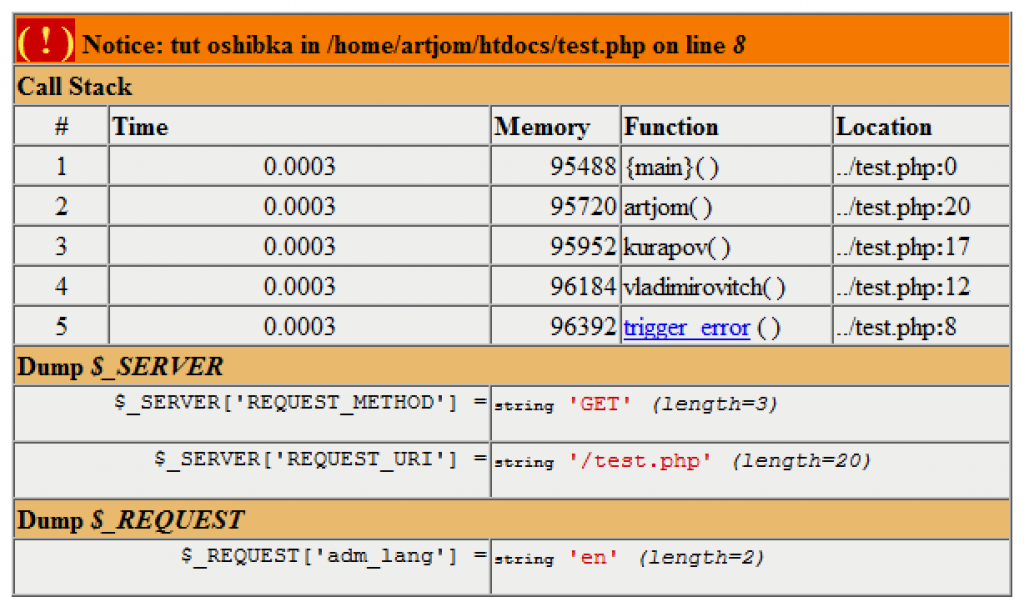 ( ! ) Notice: tut oshibka in /home/artjom/htdocs/test.php on line 8
Call Stack
# Time Memory Function Location
1 0.0003 95488 {main}( ) ../test.php:0
2 0.0003 95720 artjom( ) ../test.php:20
3 0.0003 95952 kurapov( ) ../test.php:17
4 0.0003 96184 vladimirovitch( ) ../test.php:12
5 0.0003 96392 trigger_error ( ) ../test.php:8
Dump $_SERVER
$_SERVER['REQUEST_METHOD'] = string 'GET' (length=3)
$_SERVER['REQUEST_URI'] = string '/test.php' (length=20)
Dump $_REQUEST
$_REQUEST['adm_lang'] = string 'en' (length=2)